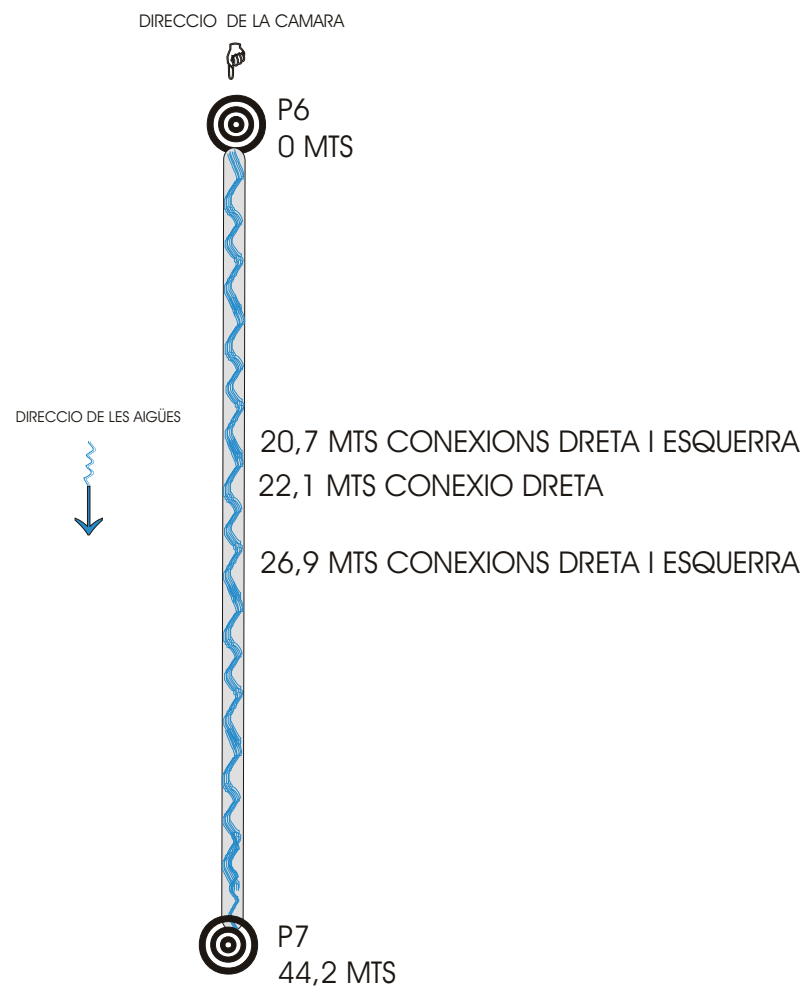 DIRECCIO DE LA CAMARA
P6
0 MTS
DIRECCIO DE LES AIGÜES
20,7 MTS CONEXIONS DRETA I ESQUERRA
22,1 MTS CONEXIO DRETA
26,9 MTS CONEXIONS DRETA I ESQUERRA
P7
44,2 MTS